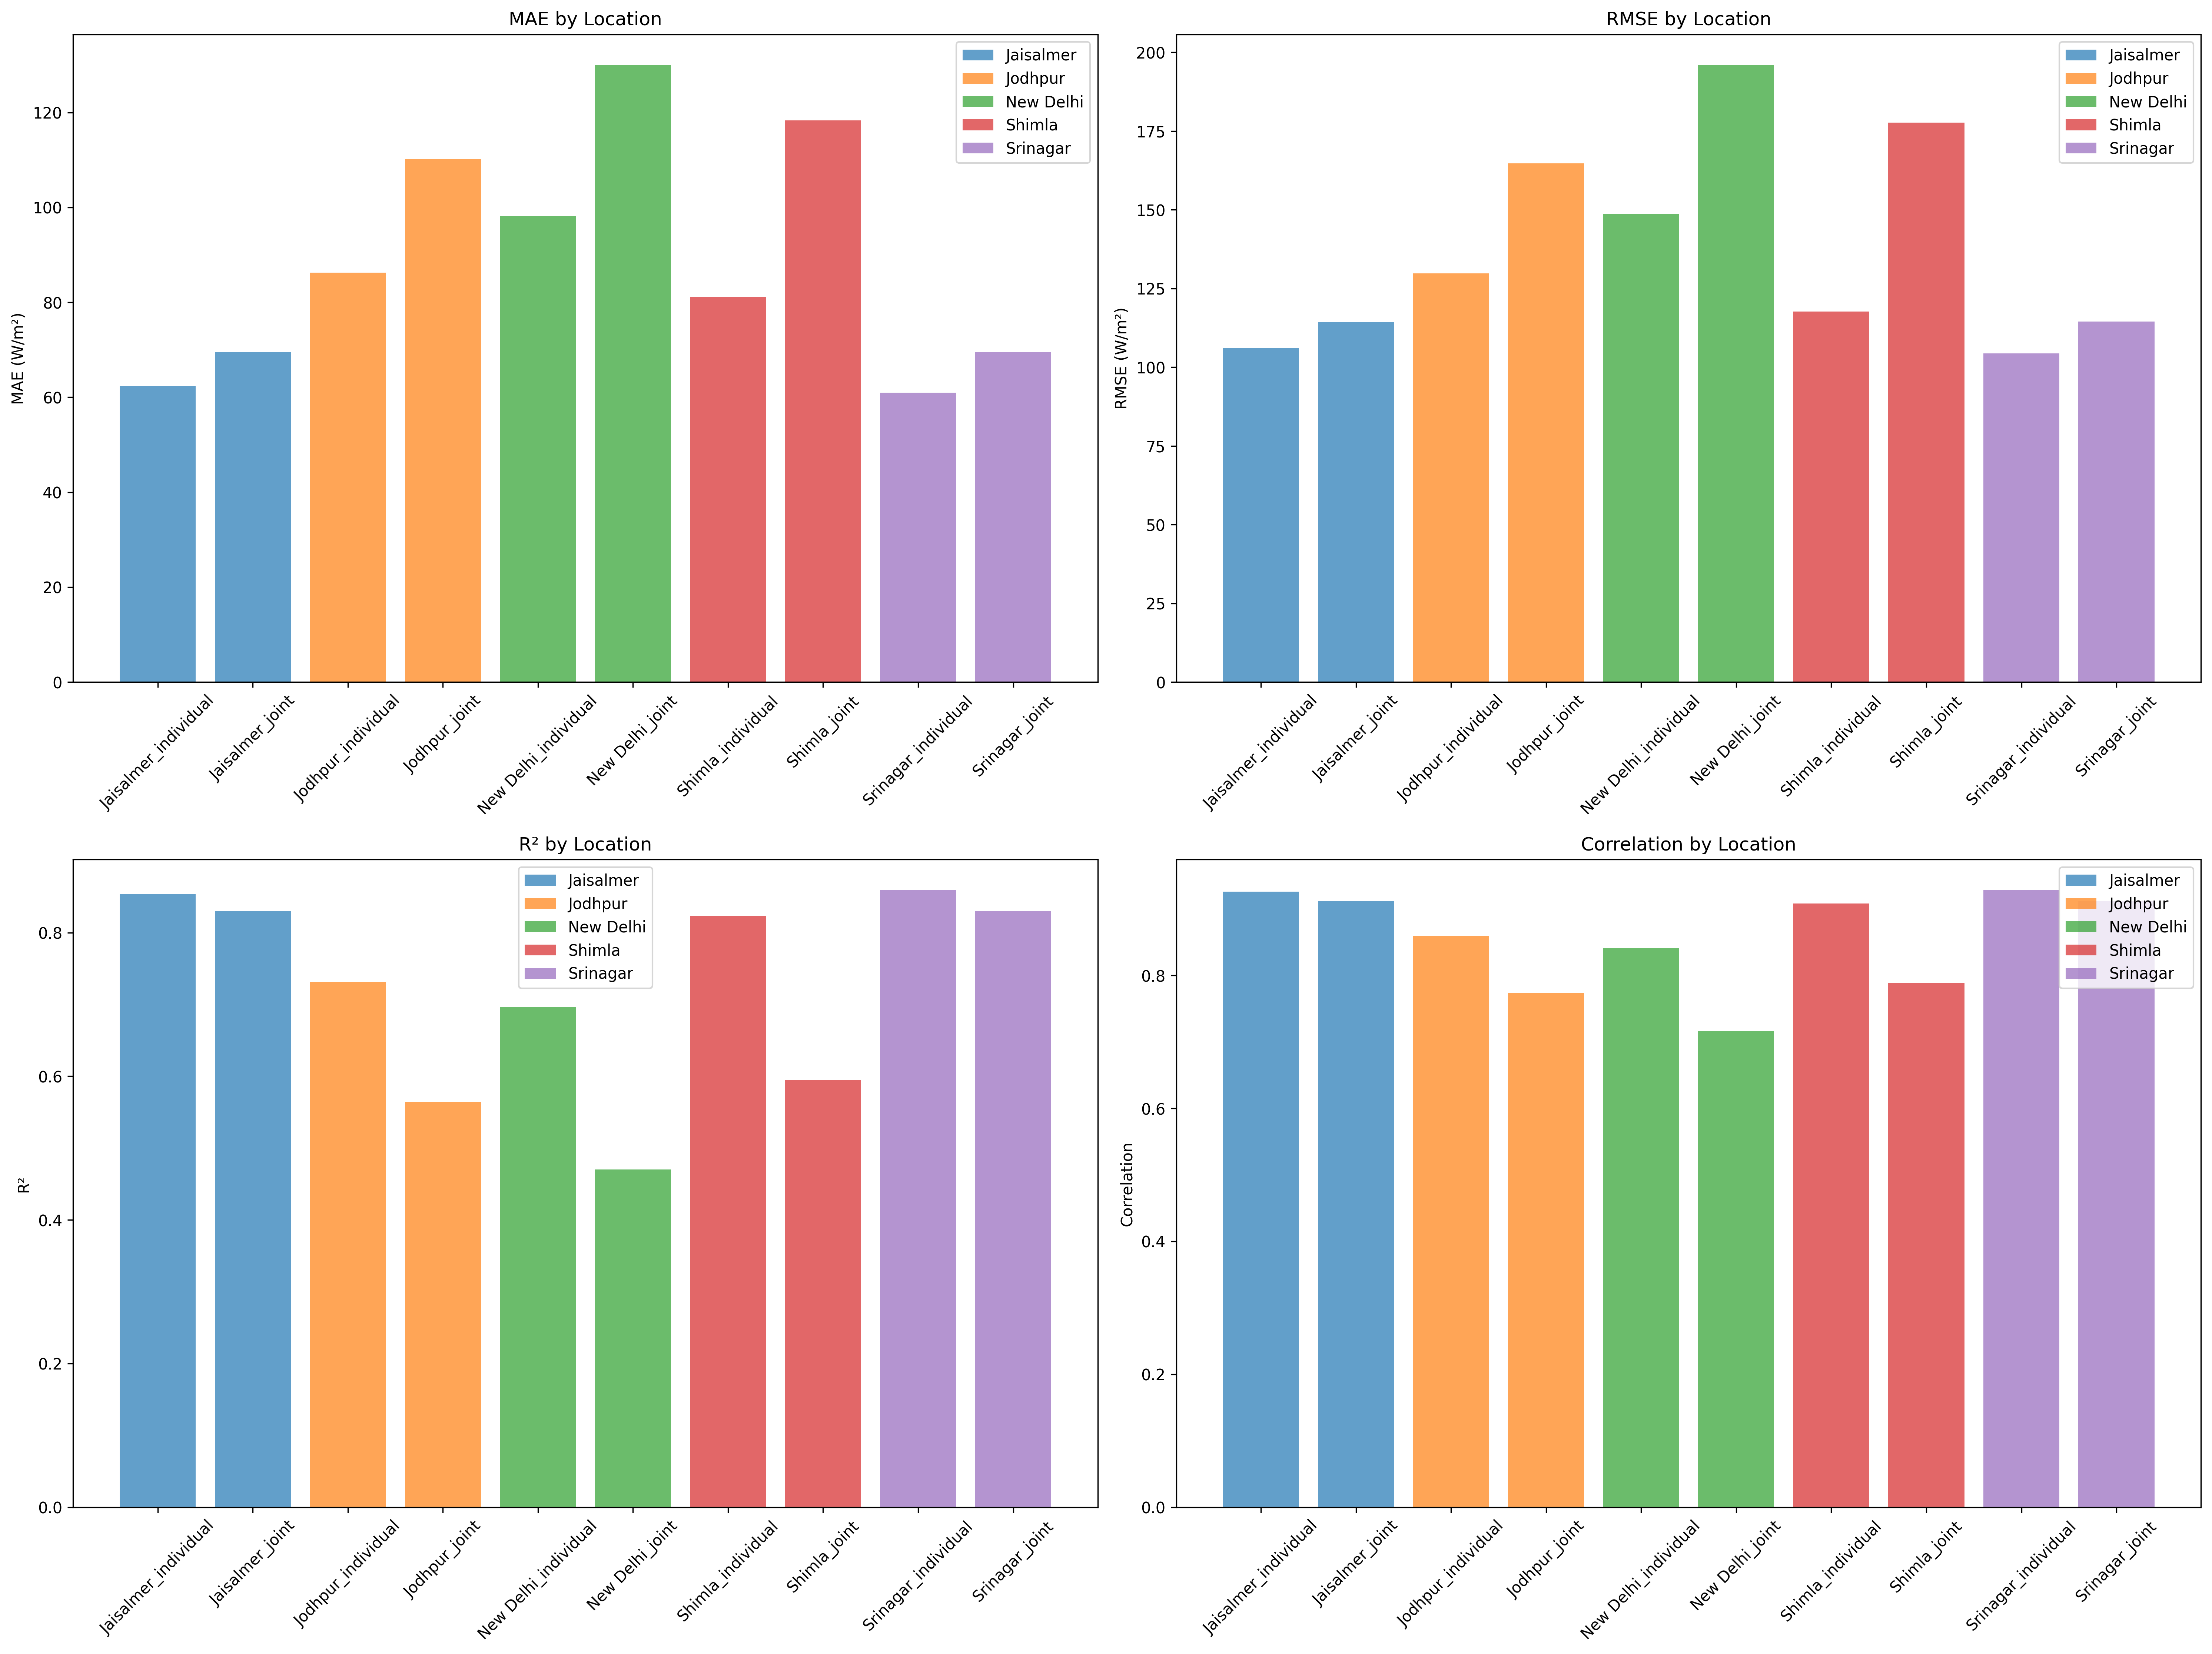 MAE by Location
MAE (W/m²)
120
100
80
60
40
20
0
Jaisalmer
Jodhpur
New Delhi
Shimla
Srinagar
Jaisalmer_individual
Jaisalmer_joint
Jodhpur_individual
Jodhpur_joint
New Delhi_individual
New Delhi_joint
Shimla_individual
Shimla_joint
Srinagar_individual
Srinagar_joint
RMSE by Location
RMSE (W/m²)
200
175
150
125
100
75
50
25
0
Jaisalmer
Jodhpur
New Delhi
Shimla
Srinagar
Jaisalmer_individual
Jaisalmer_joint
Jodhpur_individual
Jodhpur_joint
New Delhi_individual
New Delhi_joint
Shimla_individual
Shimla_joint
Srinagar_individual
Srinagar_joint
R² by Location
R²
0.8
0.6
0.4
0.2
0.0
Jaisalmer
Jodhpur
New Delhi
Shimla
Srinagar
Jaisalmer_individual
Jaisalmer_joint
Jodhpur_individual
Jodhpur_joint
New Delhi_individual
New Delhi_joint
Shimla_individual
Shimla_joint
Srinagar_individual
Srinagar_joint
Correlation by Location
Correlation
0.8
0.6
0.4
0.2
0.0
Jaisalmer
Jodhpur
New Delhi
Shimla
Srinagar
Jaisalmer_individual
Jaisalmer_joint
Jodhpur_individual
Jodhpur_joint
New Delhi_individual
New Delhi_joint
Shimla_individual
Shimla_joint
Srinagar_individual
Srinagar_joint